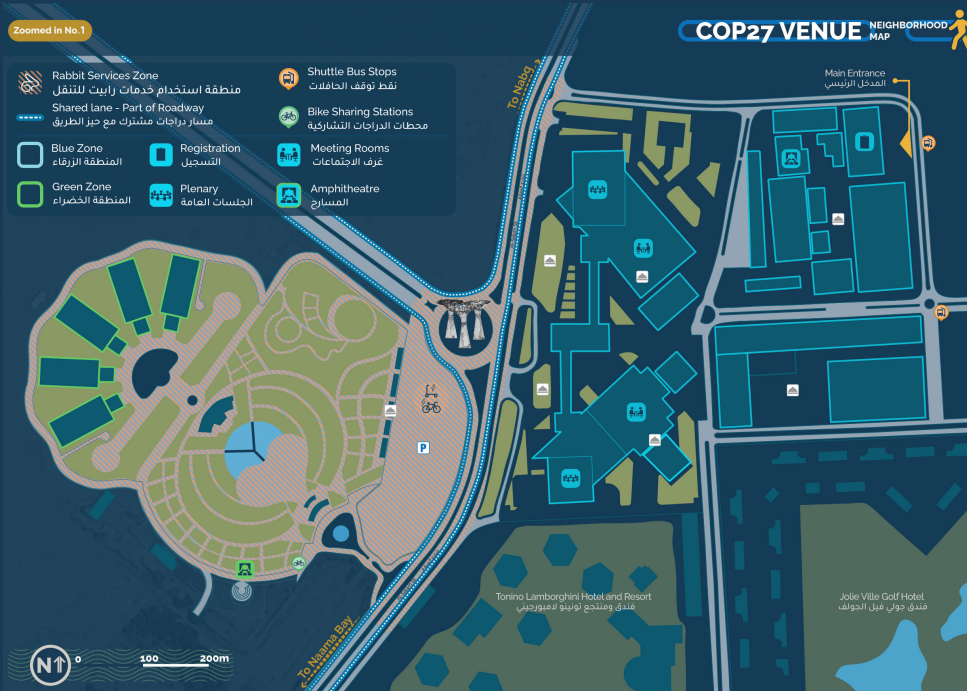 Zoomed in No.1
COP27 VENUE NEIGHBORHOOD MAP
Rabbit Services Zone
منطقة استخدام خدمات رابيت للتنقل
Shared lane - Part of Roadway
مسار دراجات مشترك مع حيز الطريق
Shuttle Bus Stops
نقط توقف الحافلات
Bike Sharing Stations
محطات الدراجات التشاركية
Blue Zone
المنطقة الزرقاء
Registration
التسجيل
Meeting Rooms
غرف الاجتماعات
Green Zone
المنطقة الخضراء
Plenary
الجلسات العامة
Amphitheatre
المسارح
To Nabq
Main Entrance
المدخل الرئيسي
P
Tonino Lamborghini Hotel and Resort
فندق ومنتجع تونينو لامبورجيني
Jolie Ville Golf Hotel
فندق جولي فيل الجولف
To Naama Bay
N
0 100 200m